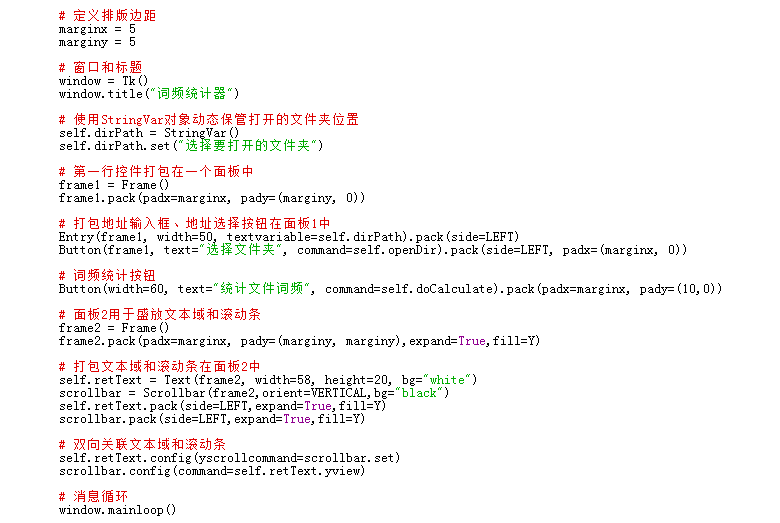 # 定义排版边距
marginx = 5
marginy = 5
# 窗口和标题
window = Tk()
window.title("词频统计器")
# 使用StringVar对象动态保管打开的文件夹位置
self.dirPath = StringVar()
self.dirPath.set("选择要打开的文件夹")
# 第一行控件打包在一个面板中
frame1 = Frame()
frame1.pack(padx=marginx, pady=(marginy, 0))
# 打包地址输入框、地址选择按钮在面板1中
Entry(frame1, width=50, textvariable=self.dirPath).pack(side=LEFT)
Button(frame1, text="选择文件夹", command=self.openDir).pack(side=LEFT, padx=(marginx, 0))
# 词频统计按钮
Button(width=60, text="统计文件词频", command=self.doCalculate).pack(padx=marginx, pady=(10,0))
# 面板2用于盛放文本域和滚动条
frame2 = Frame()
frame2.pack(padx=marginx, pady=(marginy, marginy),expand=True,fill=Y)
# 打包文本域和滚动条在面板2中
self.retText = Text(frame2, width=58, height=20, bg="white")
scrollbar = Scrollbar(frame2,orient=VERTICAL,bg="black")
self.retText.pack(side=LEFT,expand=True,fill=Y)
scrollbar.pack(side=LEFT,expand=True,fill=Y)
# 双向关联文本域和滚动条
self.retText.config(yscrollcommand=scrollbar.set)
scrollbar.config(command=self.retText.yview)
# 消息循环
window.mainloop()